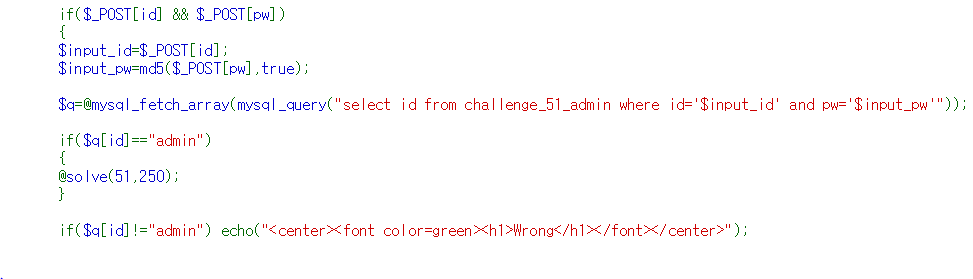 if($_POST[id] && $_POST[pw])
{
$input_id=$_POST[id];
$input_pw=md5($_POST[pw],true);
$q=@mysql_fetch_array(mysql_query("select id from challenge_51_admin where id='$input_id' and pw='$input_pw'"));
if($q[id]=="admin")
{
@solve(51,250);
}
if($q[id]!="admin") echo("<center><font color=green><h1>Wrong</h1></font></center>");